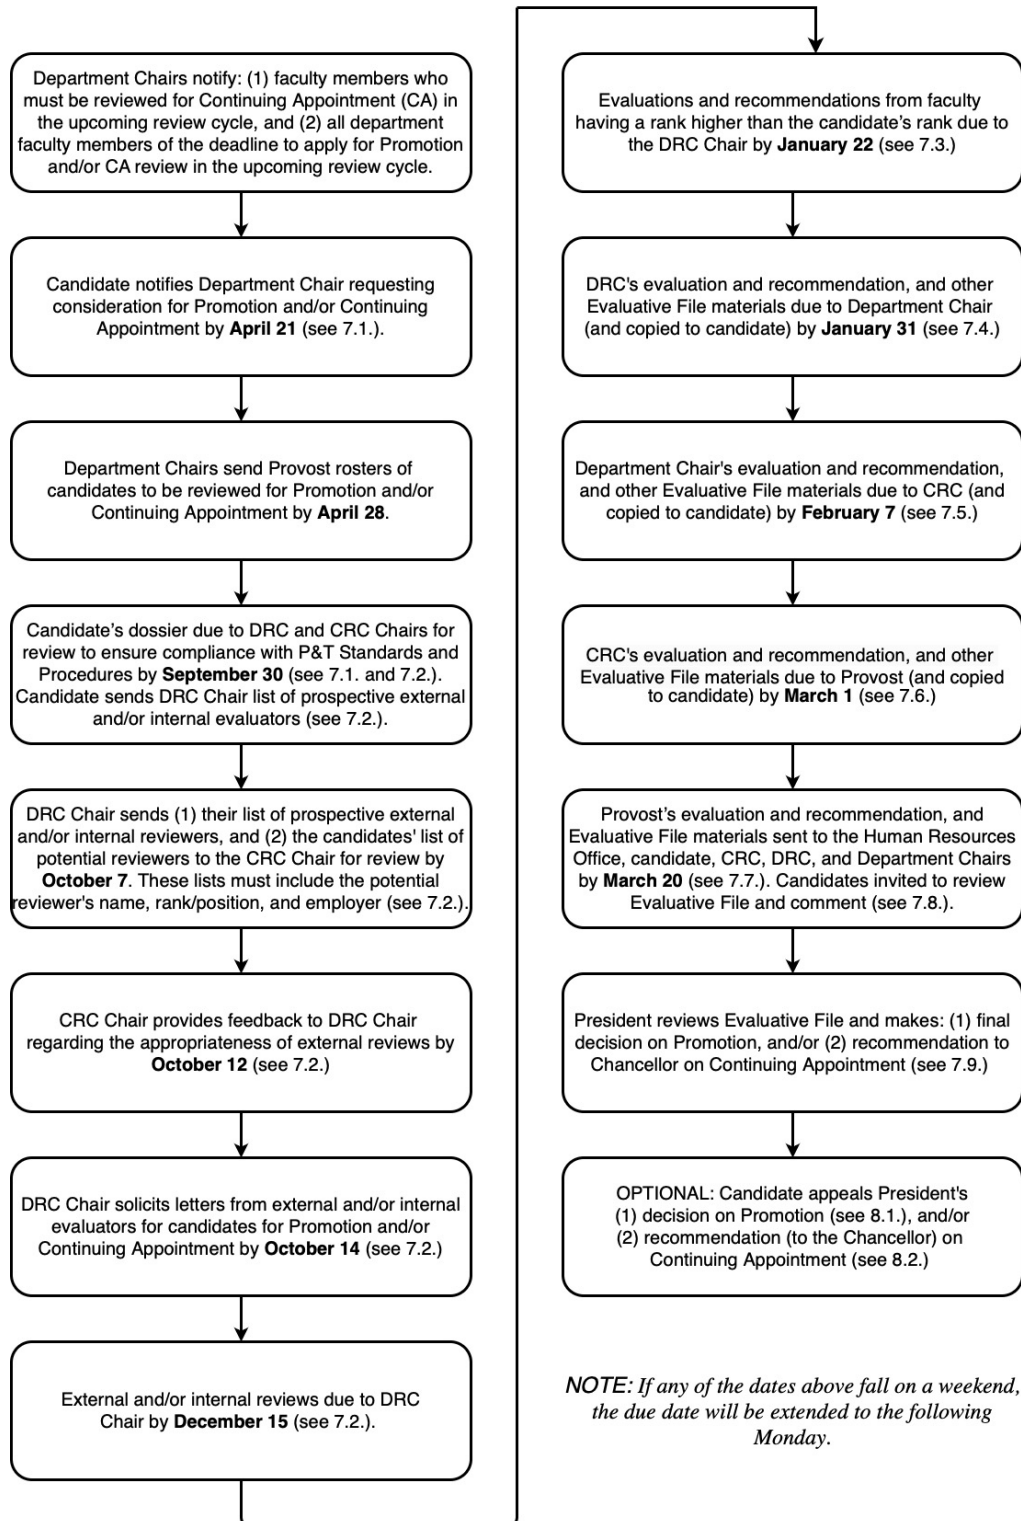 Department Chairs notify: (1) faculty members who
must be reviewed for Continuing Appointment (CA) in
the upcoming review cycle, and (2) all department
faculty members of the deadline to apply for Promotion
and/or CA review in the upcoming review cycle.
Candidate notifies Department Chair requesting
consideration for Promotion and/or Continuing
Appointment by April 21 (see 7.1.).
Department Chairs send Provost rosters of
candidates to be reviewed for Promotion and/or
Continuing Appointment by April 28.
Candidate’s dossier due to DRC and CRC Chairs for
review to ensure compliance with P&T Standards and
Procedures by September 30 (see 7.1. and 7.2.).
Candidate sends DRC Chair list of prospective external
and/or internal evaluators (see 7.2.).
DRC Chair sends (1) their list of prospective external
and/or internal reviewers, and (2) the candidates' list of
potential reviewers to the CRC Chair for review by
October 7. These lists must include the potential
reviewer's name, rank/position, and employer (see 7.2.).
CRC Chair provides feedback to DRC Chair
regarding the appropriateness of external reviews by
October 12 (see 7.2.)
DRC Chair solicits letters from external and/or internal
evaluators for candidates for Promotion and/or
Continuing Appointment by October 14 (see 7.2.)
External and/or internal reviews due to DRC
Chair by December 15 (see 7.2.).
Evaluations and recommendations from faculty
having a rank higher than the candidate’s rank due to
the DRC Chair by January 22 (see 7.3.)
DRC's evaluation and recommendation, and other
Evaluative File materials due to Department Chair
(and copied to candidate) by January 31 (see 7.4.)
Department Chair's evaluation and recommendation,
and other Evaluative File materials due to CRC (and
copied to candidate) by February 7 (see 7.5.)
CRC's evaluation and recommendation, and other
Evaluative File materials due to Provost (and copied
to candidate) by March 1 (see 7.6.)
Provost’s evaluation and recommendation, and
Evaluative File materials sent to the Human Resources
Office, candidate, CRC, DRC, and Department Chairs
by March 20 (see 7.7.). Candidates invited to review
Evaluative File and comment (see 7.8.).
President reviews Evaluative File and makes: (1) final
decision on Promotion, and/or (2) recommendation to
Chancellor on Continuing Appointment (see 7.9.)
OPTIONAL: Candidate appeals President's
(1) decision on Promotion (see 8.1.), and/or
(2) recommendation (to the Chancellor) on
Continuing Appointment (see 8.2.)
NOTE: If any of the dates above fall on a weekend,
the due date will be extended to the following
Monday.